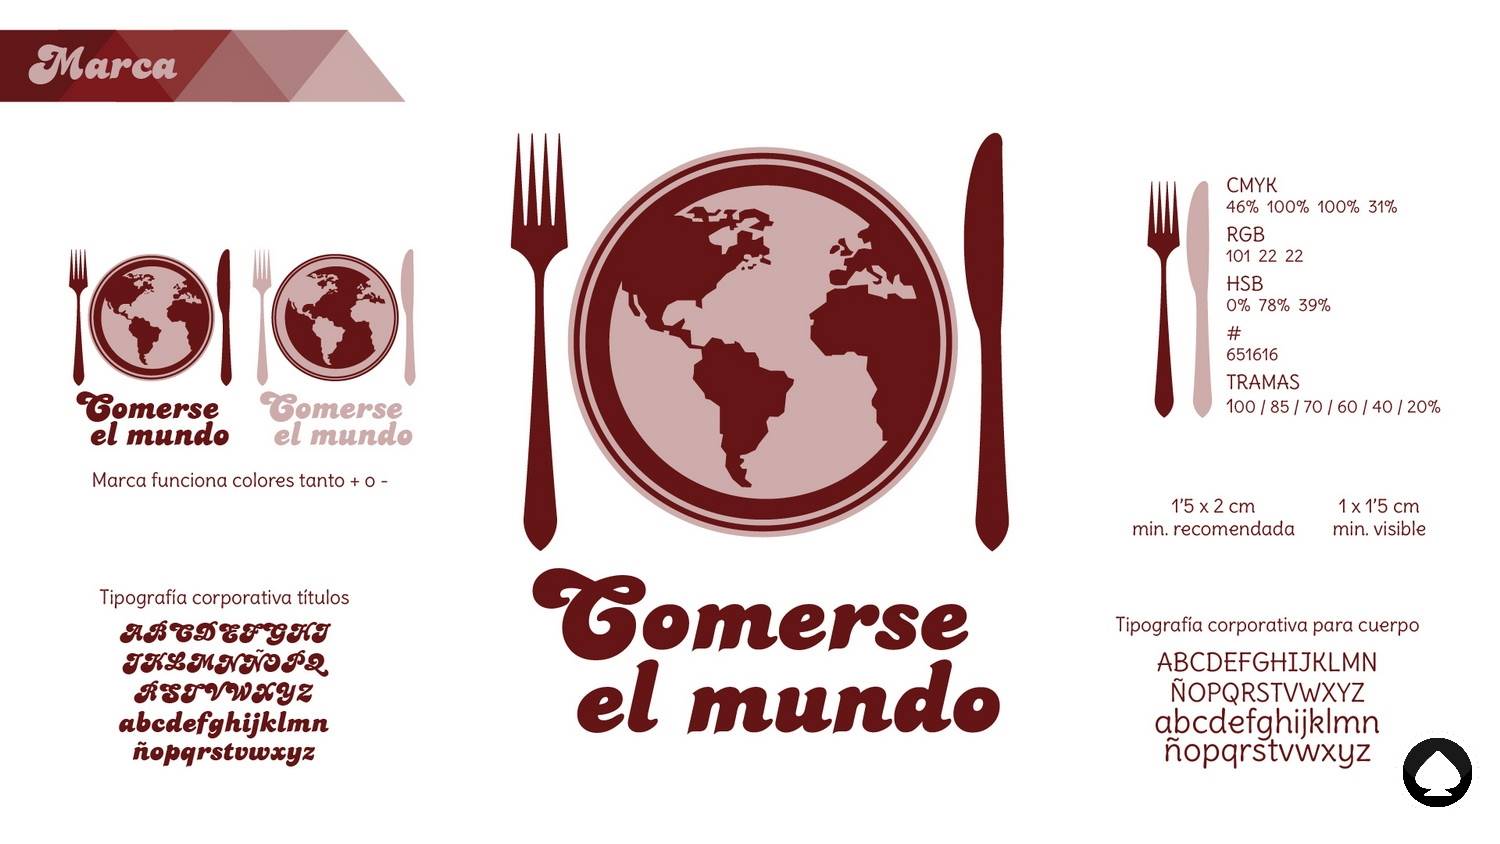 Marca
Comerse
el mundo
Comerse
el mundo
Marca funciona colores tanto + o -
Tipografía corporativa títulos
ABCDEFGHI
JKLMNÑOPQ
RSTVWXYZ
abcdefghijklmn
ñopqrstvwxyz
Comerse
el mundo
CMYK
46% 100% 100% 31%
RGB
101 22 22
HSB
0% 78% 39%
#
651616
TRAMAS
100 / 85 / 70 / 60 / 40 / 20%
1'5 x 2 cm
min. recomendada
1 x 1'5 cm
min. visible
Tipografía corporativa para cuerpo
ABCDEFGHIJKLMN
ÑOPQRSTVWXYZ
abcdefghijklmn
ñopqrstvwxyz